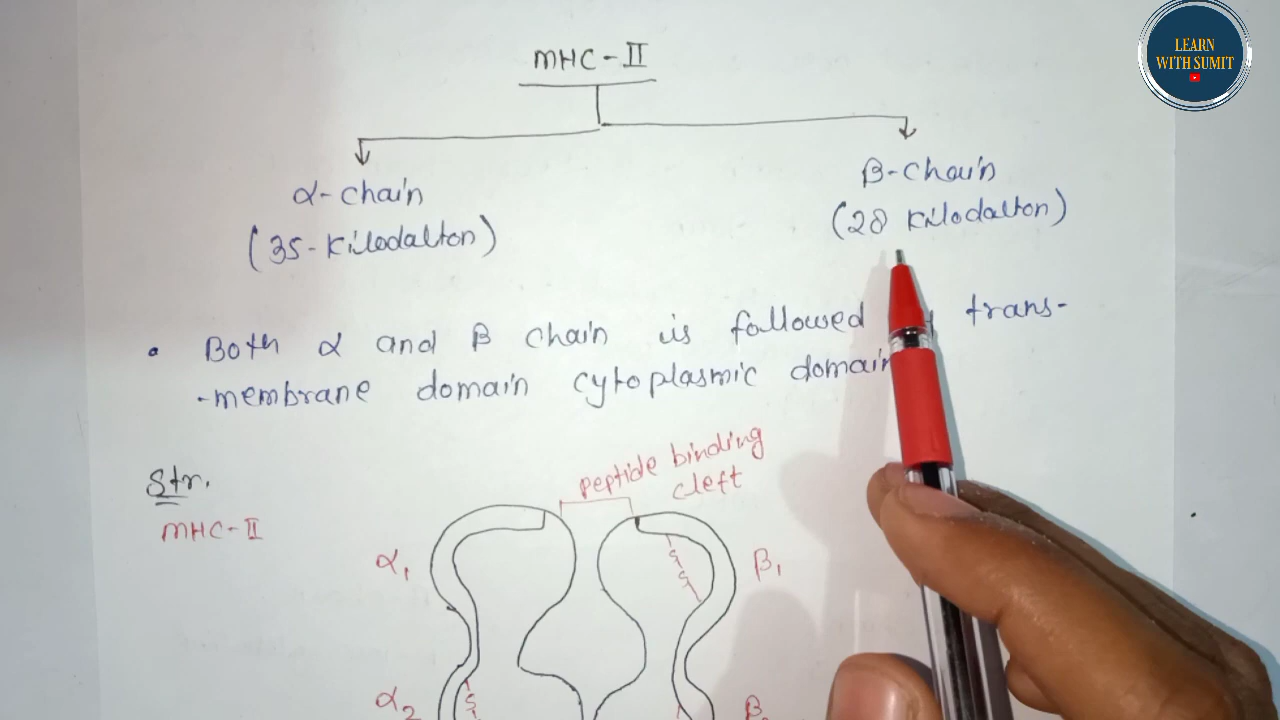 LEARN
WITH SUMIT
MHC-II
α-chain
β-chain
(35-kilodalton)
(28 kilodalton)
• Both α and β chain is followed trans-
-membrane domain cytoplasmic domain
Str.
MHC-II
peptide binding
cleft
α₁
β₁
S
S
α₂
S
β